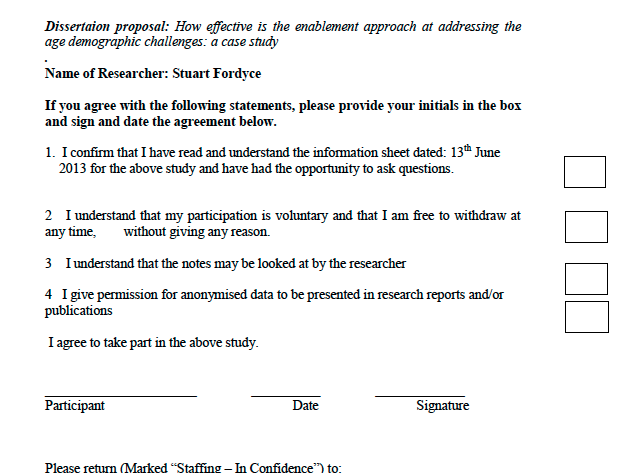 Dissertaion proposal: How effective is the enablement approach at addressing the
age demographic challenges: a case study
.
Name of Researcher: Stuart Fordyce
If you agree with the following statements, please provide your initials in the box
and sign and date the agreement below.
1. I confirm that I have read and understand the information sheet dated: 13th June
2013 for the above study and have had the opportunity to ask questions.
2 I understand that my participation is voluntary and that I am free to withdraw at
any time, without giving any reason.
3 I understand that the notes may be looked at by the researcher
4 I give permission for anonymised data to be presented in research reports and/or
publications
I agree to take part in the above study.
Participant Date Signature
Please return (Marked “Staffing – In Confidence”) to: